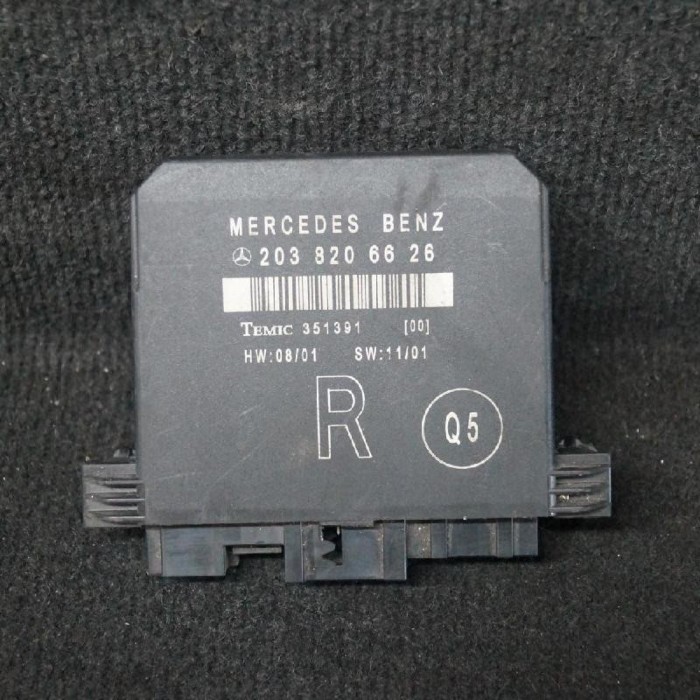 MERCEDES BENZ
203 820 66 26
TEMIC 351391 [00]
HW:08/01 SW:11/01
R
Q5